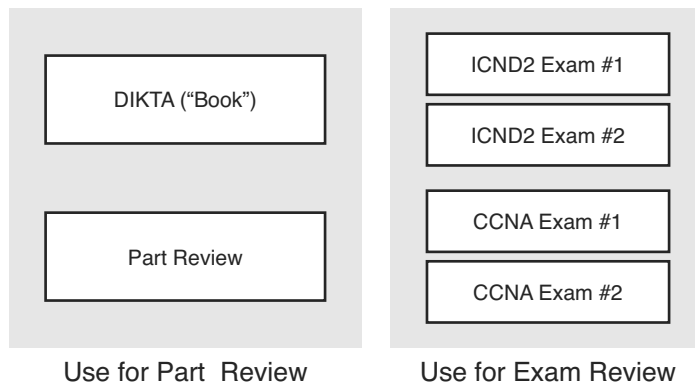 DIKTA (“Book”)
Part Review
Use for Part Review
ICND2 Exam #1
ICND2 Exam #2
CCNA Exam #1
CCNA Exam #2
Use for Exam Review